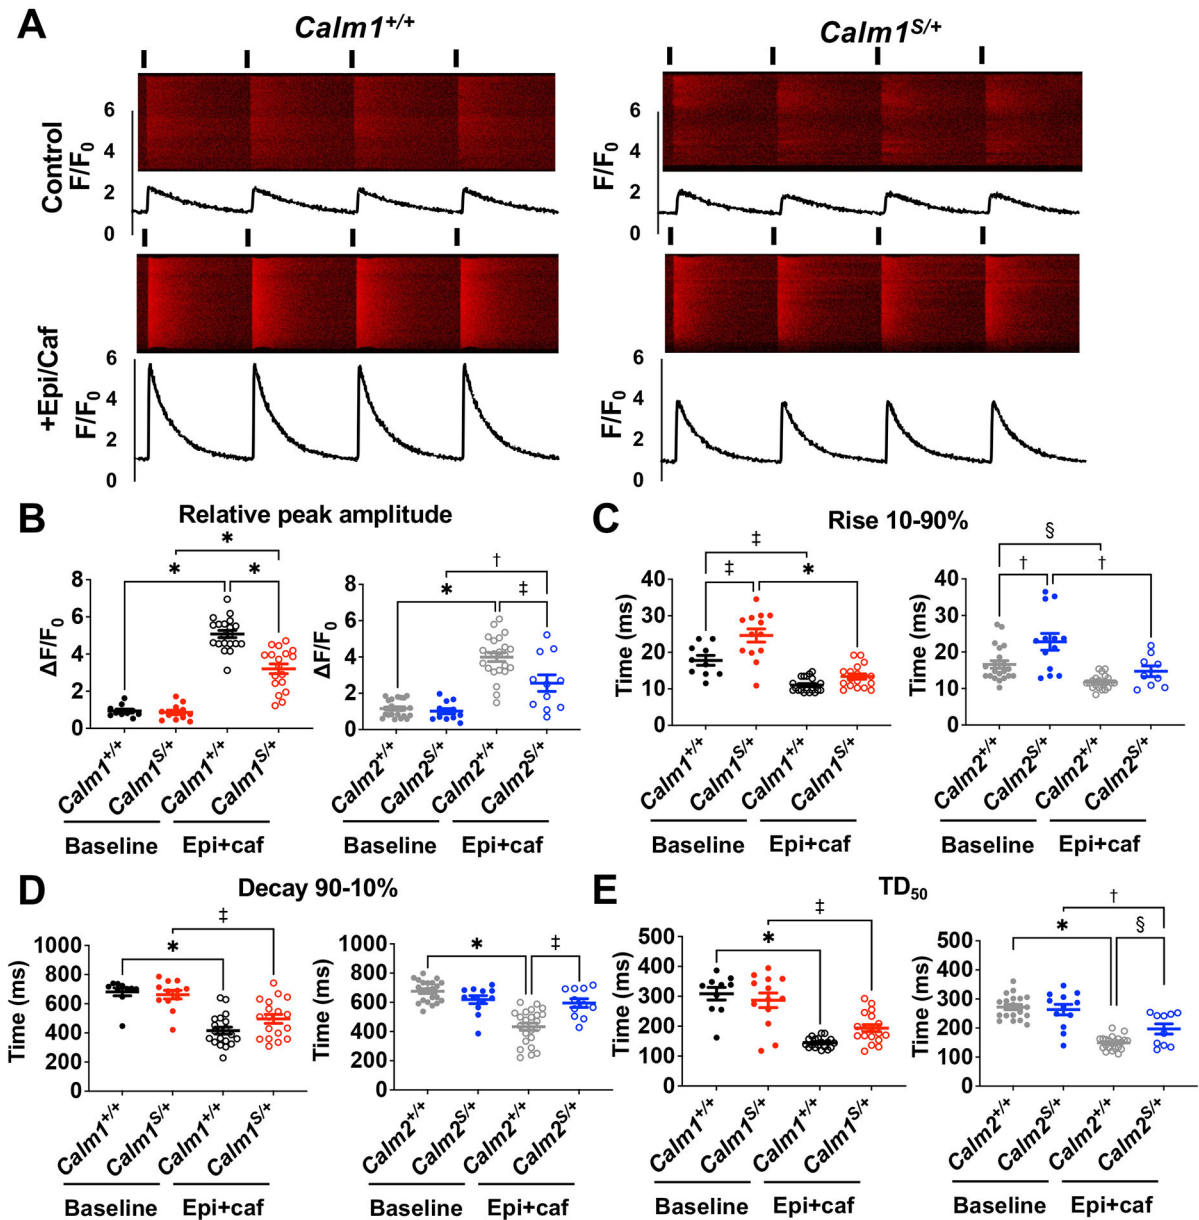 A
Calm1+/+
Calm1S/+
Control
F/F0
6
4
2
0
F/F0
6
4
2
0
+Epi/Caf
F/F0
6
4
2
0
F/F0
6
4
2
0
B
Relative peak amplitude
* * *
ΔF/F0
8
6
4
2
0
Calm1+/+
Calm1S/+
Calm1+/+
Calm1S/+
Baseline
Epi+caf
* † ‡
ΔF/F0
8
6
4
2
0
Calm2+/+
Calm2S/+
Calm2+/+
Calm2S/+
Baseline
Epi+caf
C
Rise 10-90%
‡ ‡ *
Time (ms)
40
30
20
10
0
Calm1+/+
Calm1S/+
Calm1+/+
Calm1S/+
Baseline
Epi+caf
§ † †
Time (ms)
40
30
20
10
0
Calm2+/+
Calm2S/+
Calm2+/+
Calm2S/+
Baseline
Epi+caf
D
Decay 90-10%
‡ *
Time (ms)
1000
800
600
400
200
0
Calm1+/+
Calm1S/+
Calm1+/+
Calm1S/+
Baseline
Epi+caf
* ‡
Time (ms)
1000
800
600
400
200
0
Calm2+/+
Calm2S/+
Calm2+/+
Calm2S/+
Baseline
Epi+caf
E
TD50
‡ *
Time (ms)
500
400
300
200
100
0
Calm1+/+
Calm1S/+
Calm1+/+
Calm1S/+
Baseline
Epi+caf
† * §
Time (ms)
500
400
300
200
100
0
Calm2+/+
Calm2S/+
Calm2+/+
Calm2S/+
Baseline
Epi+caf